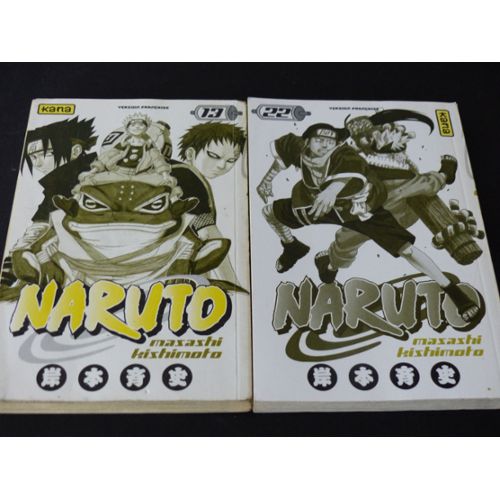 kana
VERSION FRANÇAISE
13
NARUTO
masashi
kishimoto
岸本斉史
VERSION FRANÇAISE
22
kana
NARUTO
masashi
kishimoto
岸本斉史